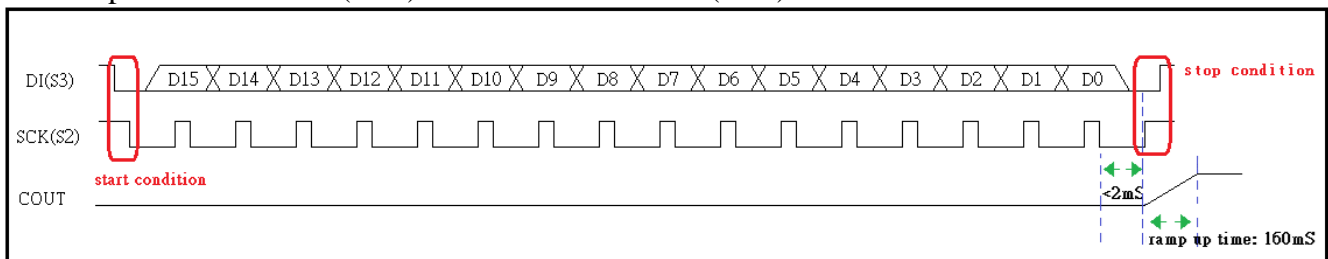 DI(S3) D15 D14 D13 D12 D11 D10 D9 D8 D7 D6 D5 D4 D3 D2 D1 D0 stop condition
SCK(S2)
start condition
COUT
<2mS
ramp up time: 160mS